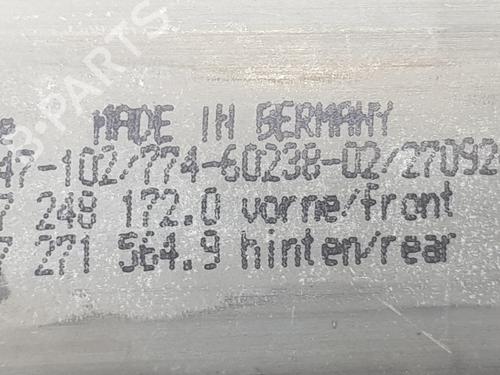 MADE IN GERMANY
47-102/774-60238-02/27092
7 248 172.0 vorne/front
7 271 564.9 hinten/rear
B-PARTS